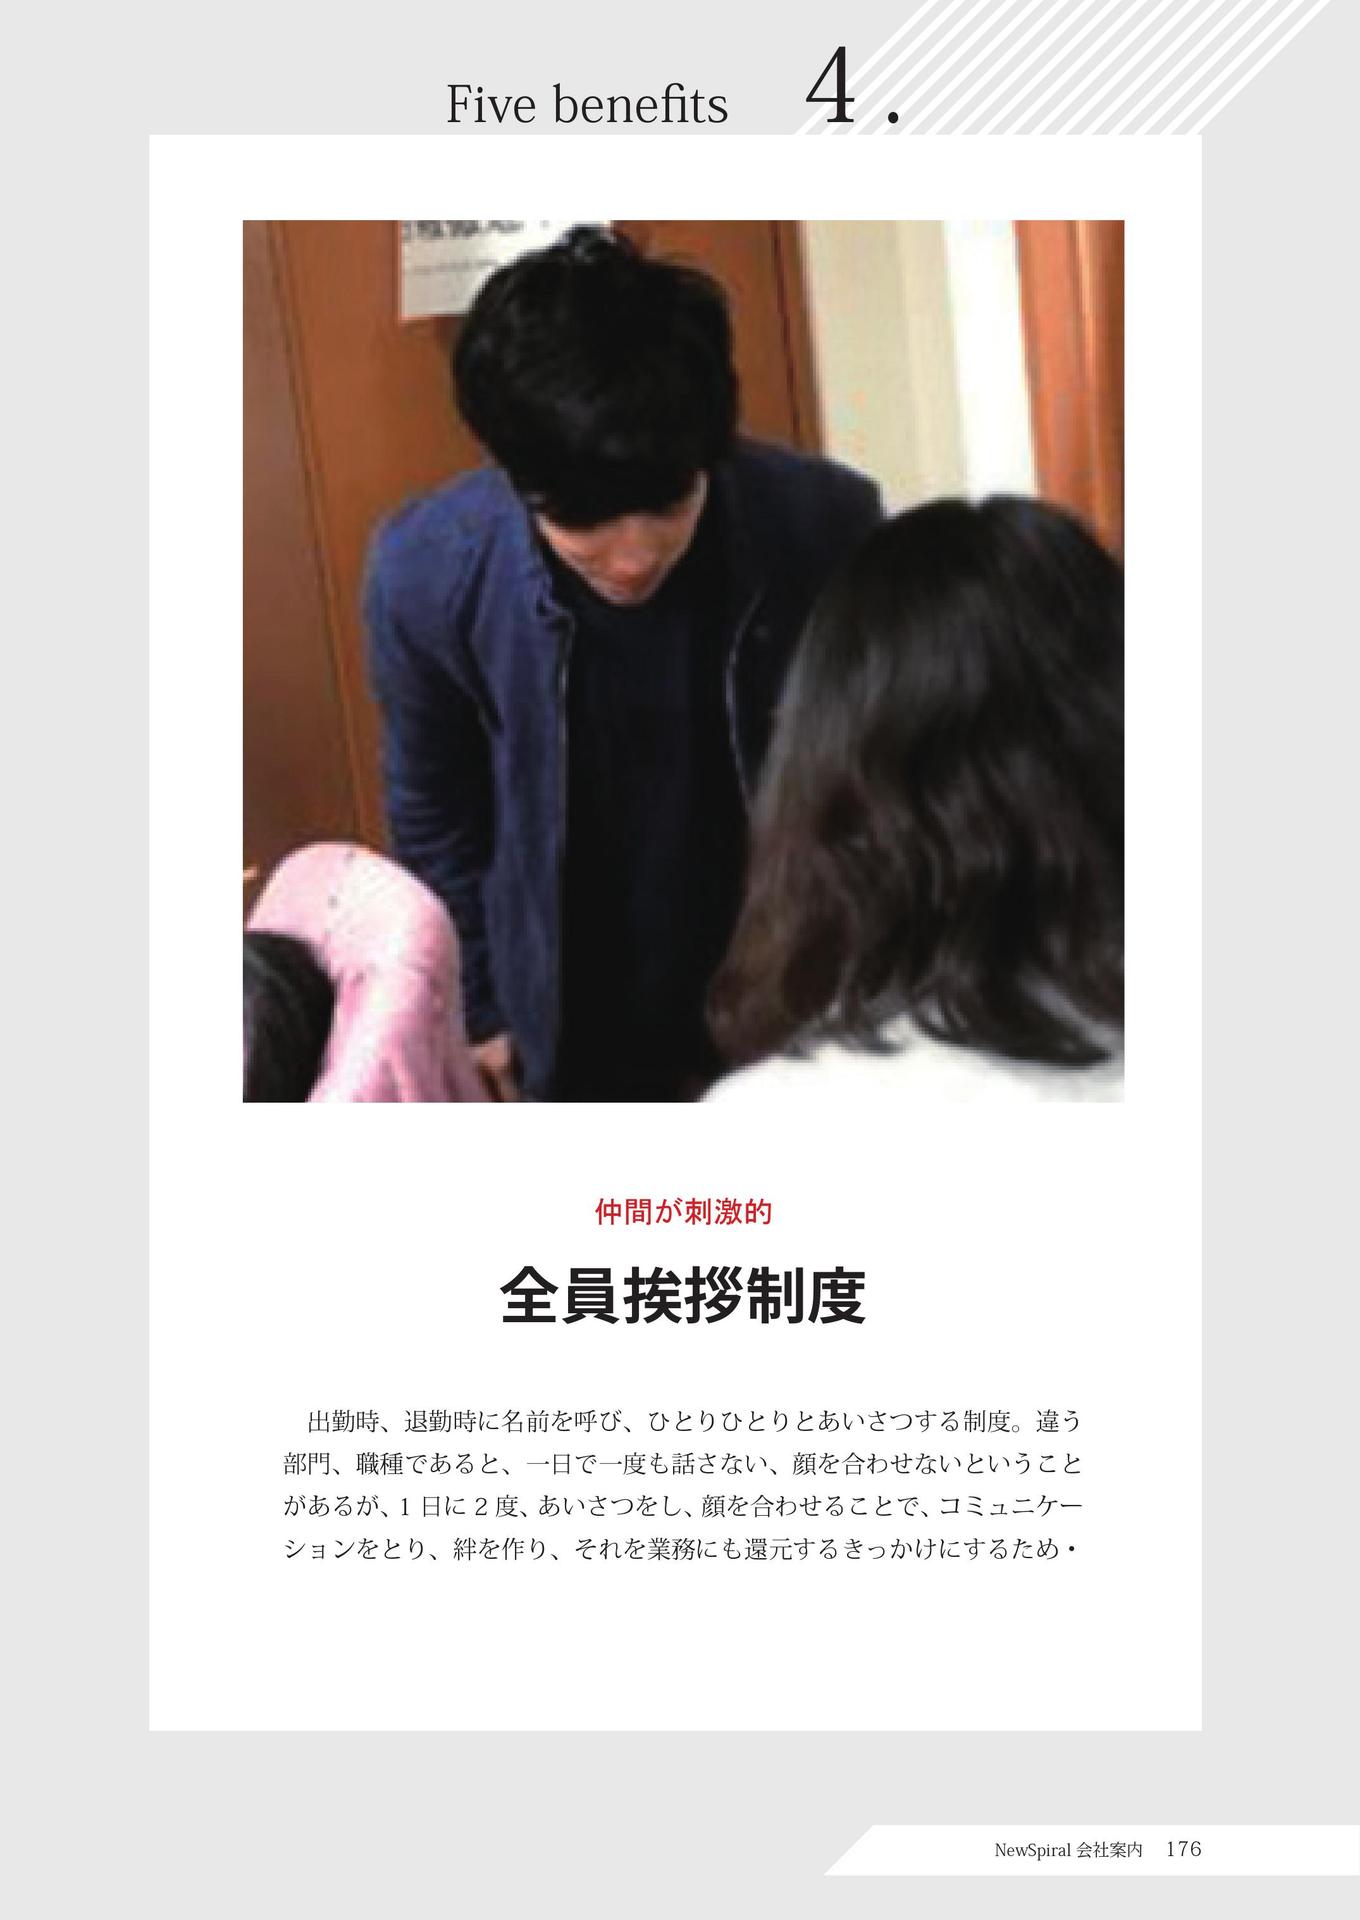 Five benefits 4.
仲間が刺激的
全員挨拶制度
出勤時、退勤時に名前を呼び、ひとりひとりとあいさつする制度。違う
部門、職種であると、一日で一度も話さない、顔を合わせないということ
があるが、1 日に 2 度、あいさつをし、顔を合わせることで、コミュニケー
ションをとり、絆を作り、それを業務にも還元するきっかけにするため・
NewSpiral 会社案内 176